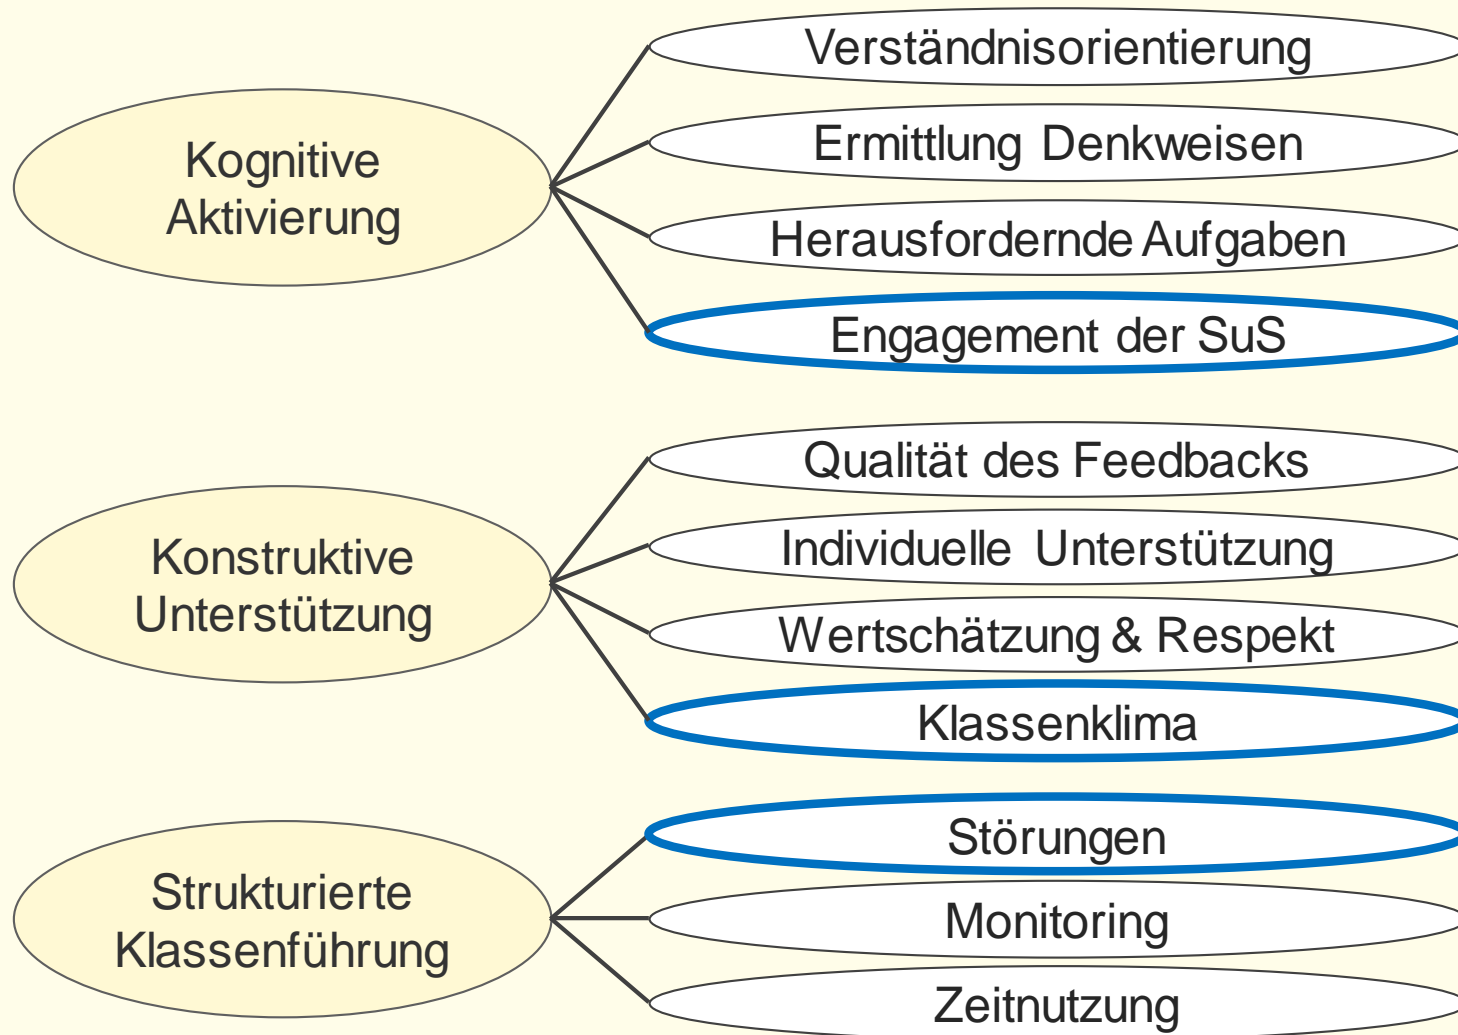 Kognitive
Aktivierung
Verständnisorientierung
Ermittlung Denkweisen
Herausfordernde Aufgaben
Engagement der SuS
Konstruktive
Unterstützung
Qualität des Feedbacks
Individuelle Unterstützung
Wertschätzung & Respekt
Klassenklima
Strukturierte
Klassenführung
Störungen
Monitoring
Zeitnutzung